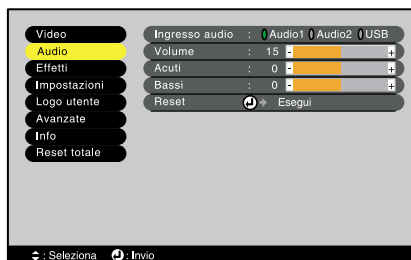 Video
Audio
Effetti
Impostazioni
Logo utente
Avanzate
Info
Reset totale
Ingresso audio : Audio1 Audio2 USB
Volume : 15 - +
Acuti : 0 - +
Bassi : 0 - +
Reset Esegui
: Seleziona : Invio